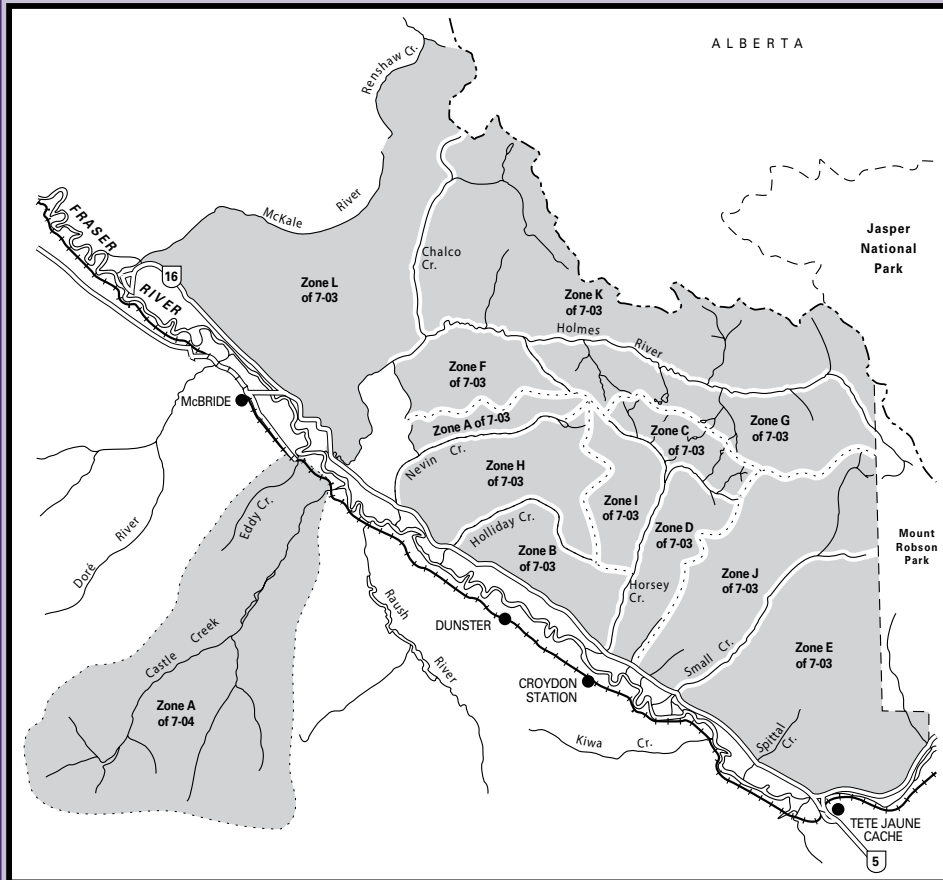 ALBERTA
Renshaw Cr.
McKale River
FRASER RIVER
16
Chalco
Cr.
Jasper
National
Park
Zone L
of 7-03
Zone K
of 7-03
Holmes River
Zone F
of 7-03
McBRIDE
Zone A of 7-03
Zone C
of 7-03
Zone G
of 7-03
Nevin Cr.
Zone H
of 7-03
Zone I
of 7-03
Eddy Cr.
Holliday Cr.
Zone D
of 7-03
Mount
Robson
Park
Doré River
Zone B
of 7-03
Zone J
of 7-03
Horsey
Cr.
Raush River
DUNSTER
Castle Creek
Small Cr.
Zone E
of 7-03
CROYDON
STATION
Zone A
of 7-04
Kiwa Cr.
Spittal
Cr.
TETE JAUNE
CACHE
5